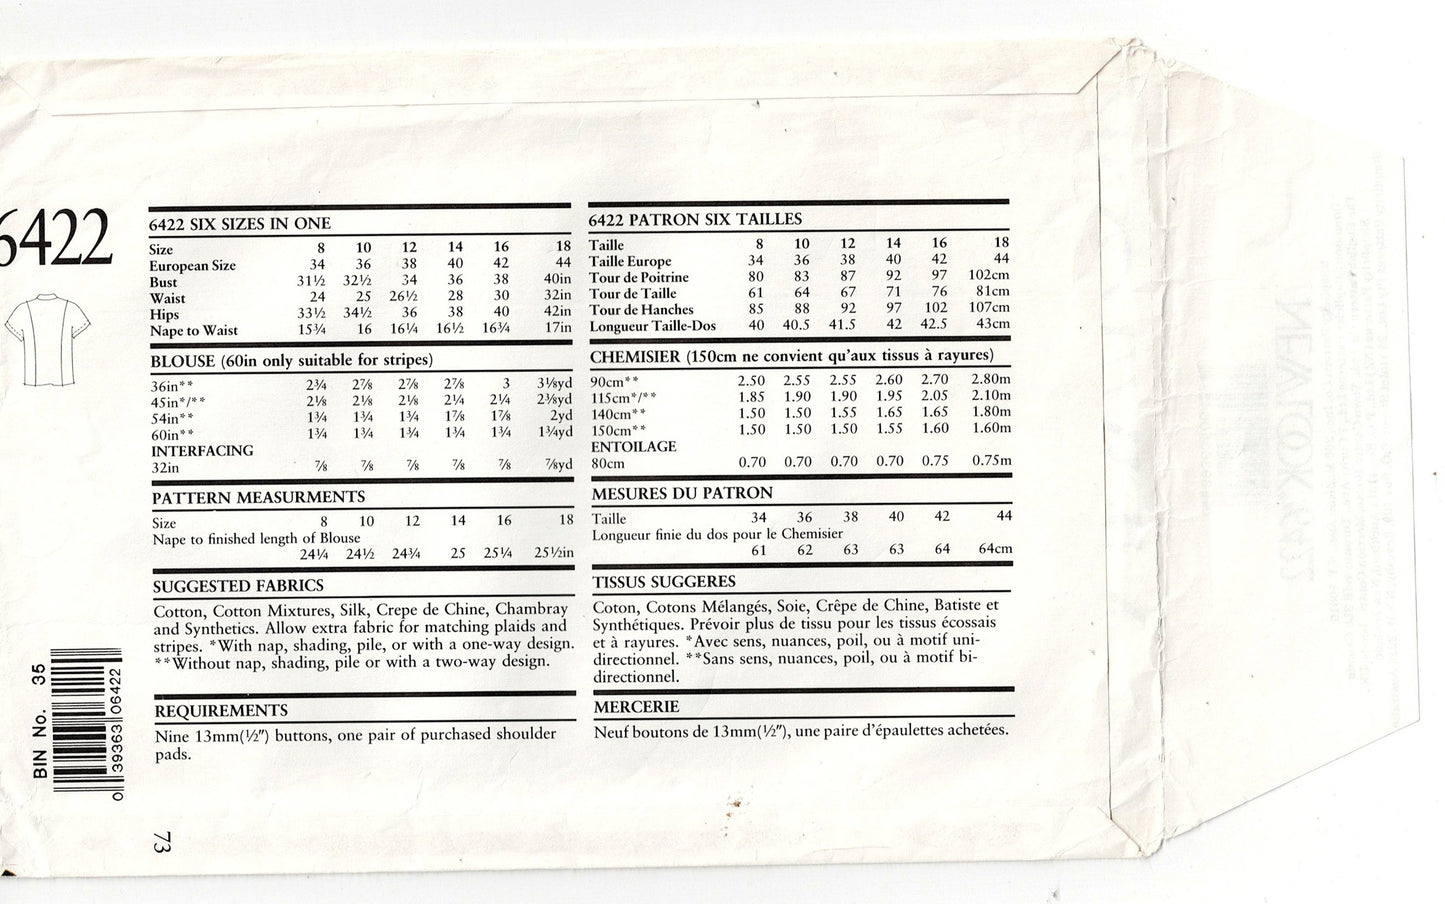 6422
6422 SIX SIZES IN ONE
Size 8 10 12 14 16 18
European Size 34 36 38 40 42 44
Bust 31½ 32½ 34 36 38 40in
Waist 24 25 26½ 28 30 32in
Hips 33½ 34½ 36 38 40 42in
Nape to Waist 15¾ 16 16¼ 16½ 16¾ 17in
BLOUSE (60in only suitable for stripes)
36in** 2¾ 2⅞ 2⅞ 2⅞ 3 3⅛yd
45in*/** 2⅛ 2⅛ 2⅛ 2¼ 2¼ 2⅜yd
54in** 1¾ 1¾ 1¾ 1⅞ 1⅞ 2yd
60in** 1¾ 1¾ 1¾ 1¾ 1¾ 1¾yd
INTERFACING
32in ⅞ ⅞ ⅞ ⅞ ⅞ ⅞yd
PATTERN MEASURMENTS
Size 8 10 12 14 16 18
Nape to finished length of Blouse
24¼ 24½ 24¾ 25 25¼ 25½in
SUGGESTED FABRICS
Cotton, Cotton Mixtures, Silk, Crepe de Chine, Chambray
and Synthetics. Allow extra fabric for matching plaids and
stripes. *With nap, shading, pile, or with a one-way design.
**Without nap, shading, pile or with a two-way design.
REQUIREMENTS
Nine 13mm(½") buttons, one pair of purchased shoulder
pads.
6422 PATRON SIX TAILLES
Taille 8 10 12 14 16 18
Taille Europe 34 36 38 40 42 44
Tour de Poitrine 80 83 87 92 97 102cm
Tour de Taille 61 64 67 71 76 81cm
Tour de Hanches 85 88 92 97 102 107cm
Longueur Taille-Dos 40 40.5 41.5 42 42.5 43cm
CHEMISIER (150cm ne convient qu'aux tissus à rayures)
90cm** 2.50 2.55 2.55 2.60 2.70 2.80m
115cm*/** 1.85 1.90 1.90 1.95 2.05 2.10m
140cm** 1.50 1.50 1.55 1.65 1.65 1.80m
150cm** 1.50 1.50 1.50 1.55 1.60 1.60m
ENTOILAGE
80cm 0.70 0.70 0.70 0.70 0.75 0.75m
MESURES DU PATRON
Taille 34 36 38 40 42 44
Longueur finie du dos pour le Chemisier
61 62 63 63 64 64cm
TISSUS SUGGERES
Coton, Cotons Mélangés, Soie, Crêpe de Chine, Batiste et
Synthétiques. Prévoir plus de tissu pour les tissus écossais
et à rayures. *Avec sens, nuances, poil, ou à motif uni-
directionnel. **Sans sens, nuances, poil, ou à motif bi-
directionnel.
MERCERIE
Neuf boutons de 13mm(½"), une paire d'épaulettes achetées.
BIN No. 35
0 39363 06422
73
NEW LOOK 6422